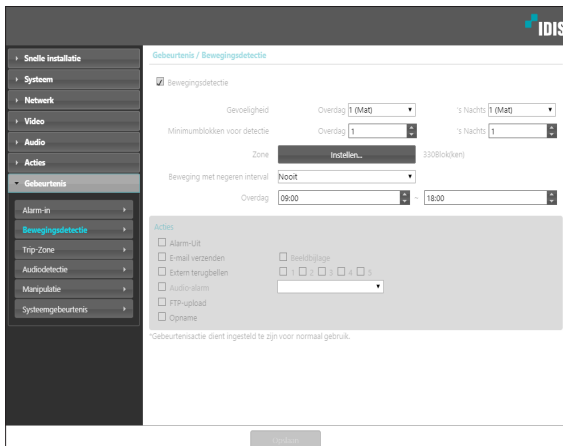 IDIS
Snelle installatie
Systeem
Netwerk
Video
Audio
Acties
Gebeurtenis
Alarm-in
Bewegingsdetectie
Trip-Zone
Audiodetectie
Manipulatie
Systeemgebeurtenis
Gebeurtenis / Bewegingsdetectie
Bewegingsdetectie
Gevoeligheid Overdag 1 (Mat) 's Nachts 1 (Mat)
Minimumblokken voor detectie Overdag 1 's Nachts 1
Zone Instellen... 330Blok(ken)
Beweging met negeren interval Nooit
Overdag 09:00 ~ 18:00
Acties
Alarm-Uit
E-mail verzenden Beeldbijlage
Extern terugbellen 1 2 3 4 5
Audio-alarm
FTP-upload
Opname
*Gebeurtenisactie dient ingesteld te zijn voor normaal gebruik.